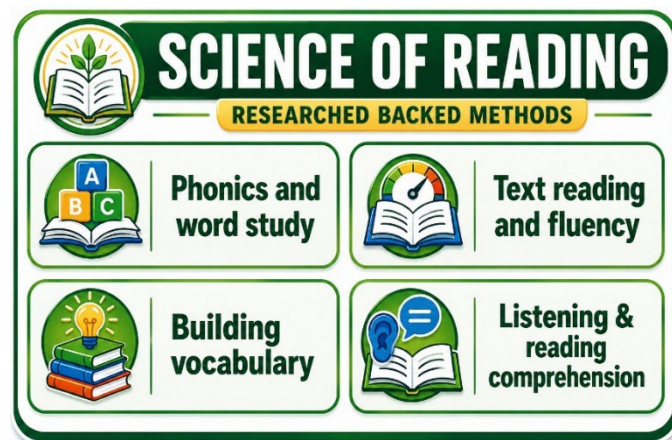 SCIENCE OF READING
RESEARCHED BACKED METHODS
A
B C
Phonics and
word study
Text reading
and fluency
Building
vocabulary
Listening &
reading
comprehension